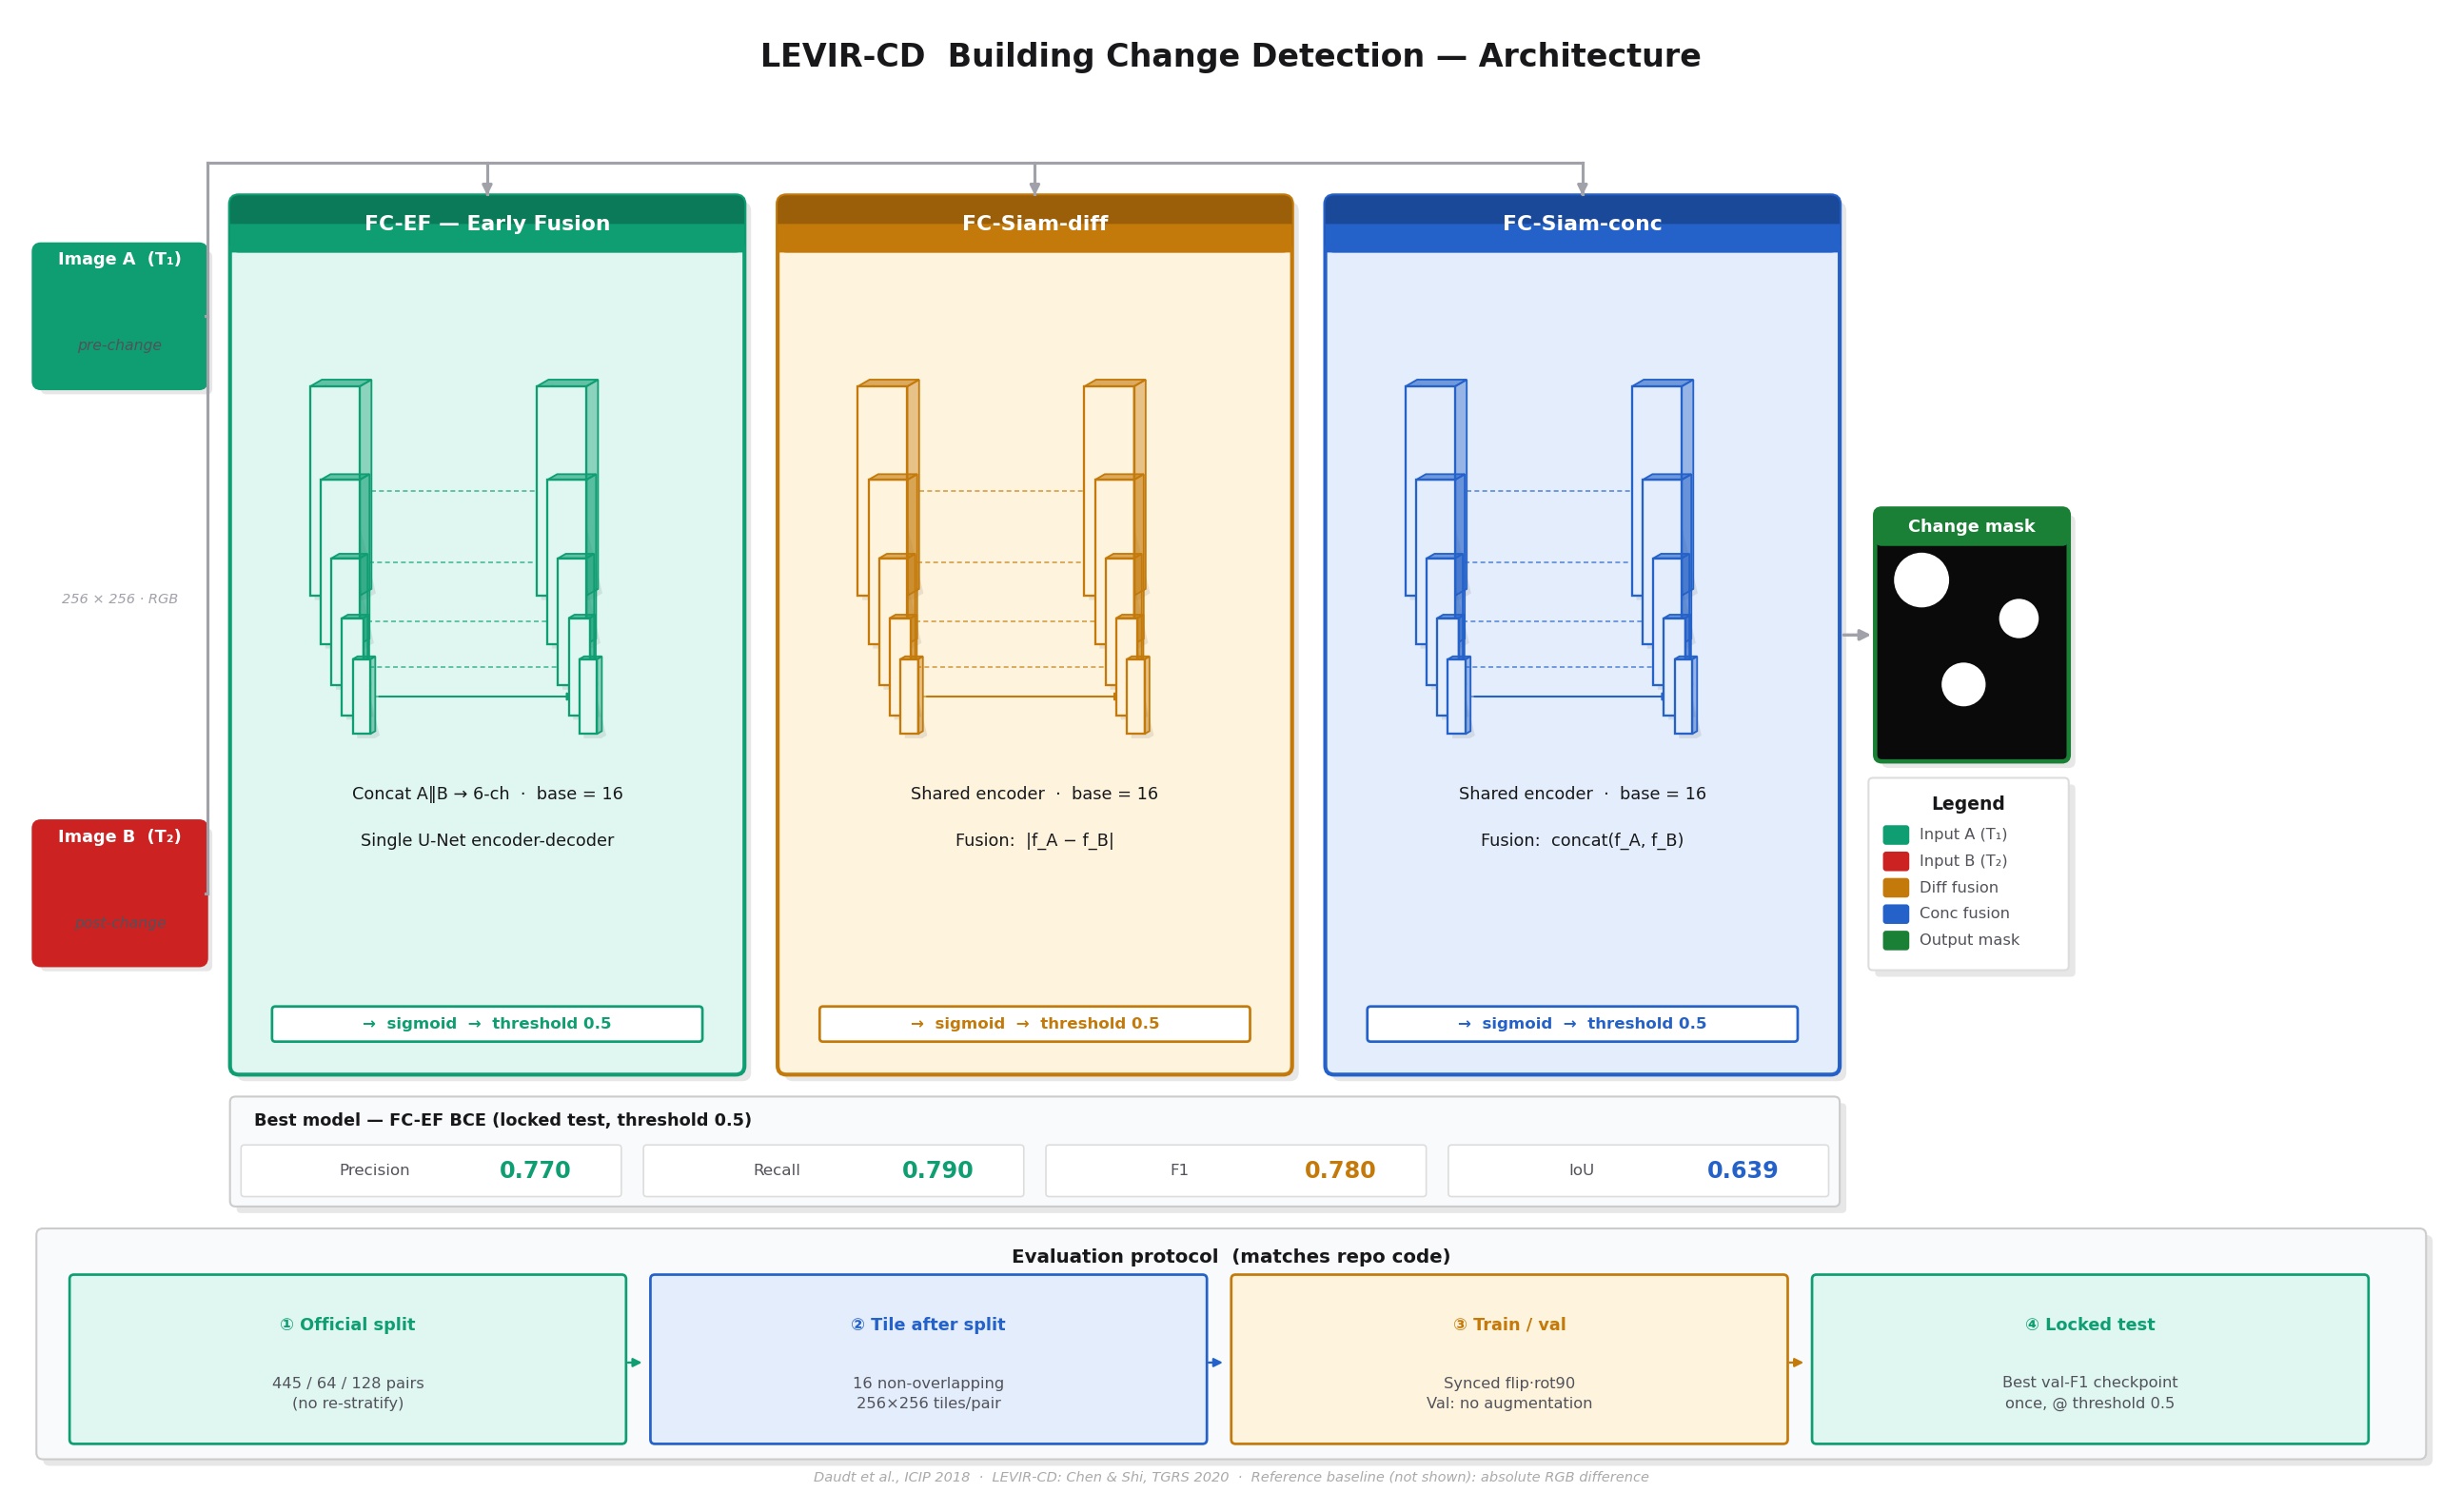 LEVIR-CD  Building Change Detection — Architecture
Image A  (T₁)
pre-change
256 × 256 · RGB
Image B  (T₂)
post-change
FC-EF — Early Fusion
Concat A‖B → 6-ch  ·  base = 16
Single U-Net encoder-decoder
→  sigmoid  →  threshold 0.5
FC-Siam-diff
Shared encoder  ·  base = 16
Fusion:  |f_A − f_B|
→  sigmoid  →  threshold 0.5
FC-Siam-conc
Shared encoder  ·  base = 16
Fusion:  concat(f_A, f_B)
→  sigmoid  →  threshold 0.5
Change mask
Legend
Input A (T₁)
Input B (T₂)
Diff fusion
Conc fusion
Output mask
Best model — FC-EF BCE (locked test, threshold 0.5)
Precision 0.770
Recall 0.790
F1 0.780
IoU 0.639
Evaluation protocol  (matches repo code)
① Official split
445 / 64 / 128 pairs
(no re-stratify)
② Tile after split
16 non-overlapping
256×256 tiles/pair
③ Train / val
Synced flip·rot90
Val: no augmentation
④ Locked test
Best val-F1 checkpoint
once, @ threshold 0.5
Daudt et al., ICIP 2018  ·  LEVIR-CD: Chen & Shi, TGRS 2020  ·  Reference baseline (not shown): absolute RGB difference